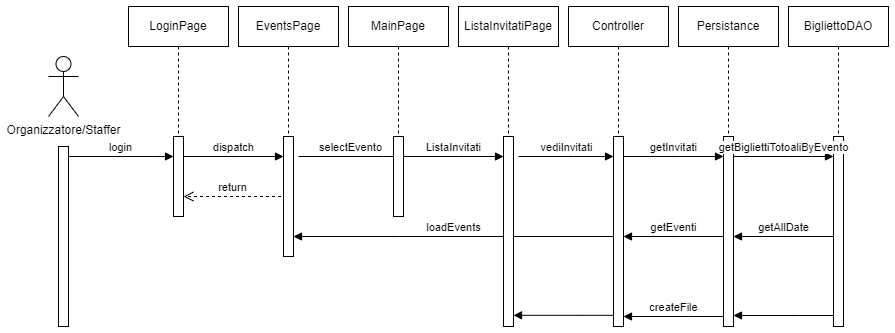 LoginPage
EventsPage
MainPage
ListaInvitatiPage
Controller
Persistance
BigliettoDAO
Organizzatore/Staffer
login
dispatch
selectEvento
ListaInvitati
vediInvitati
getInvitati
getBigliettiTotoaliByEvento
return
loadEvents
getEventi
getAllDate
createFile